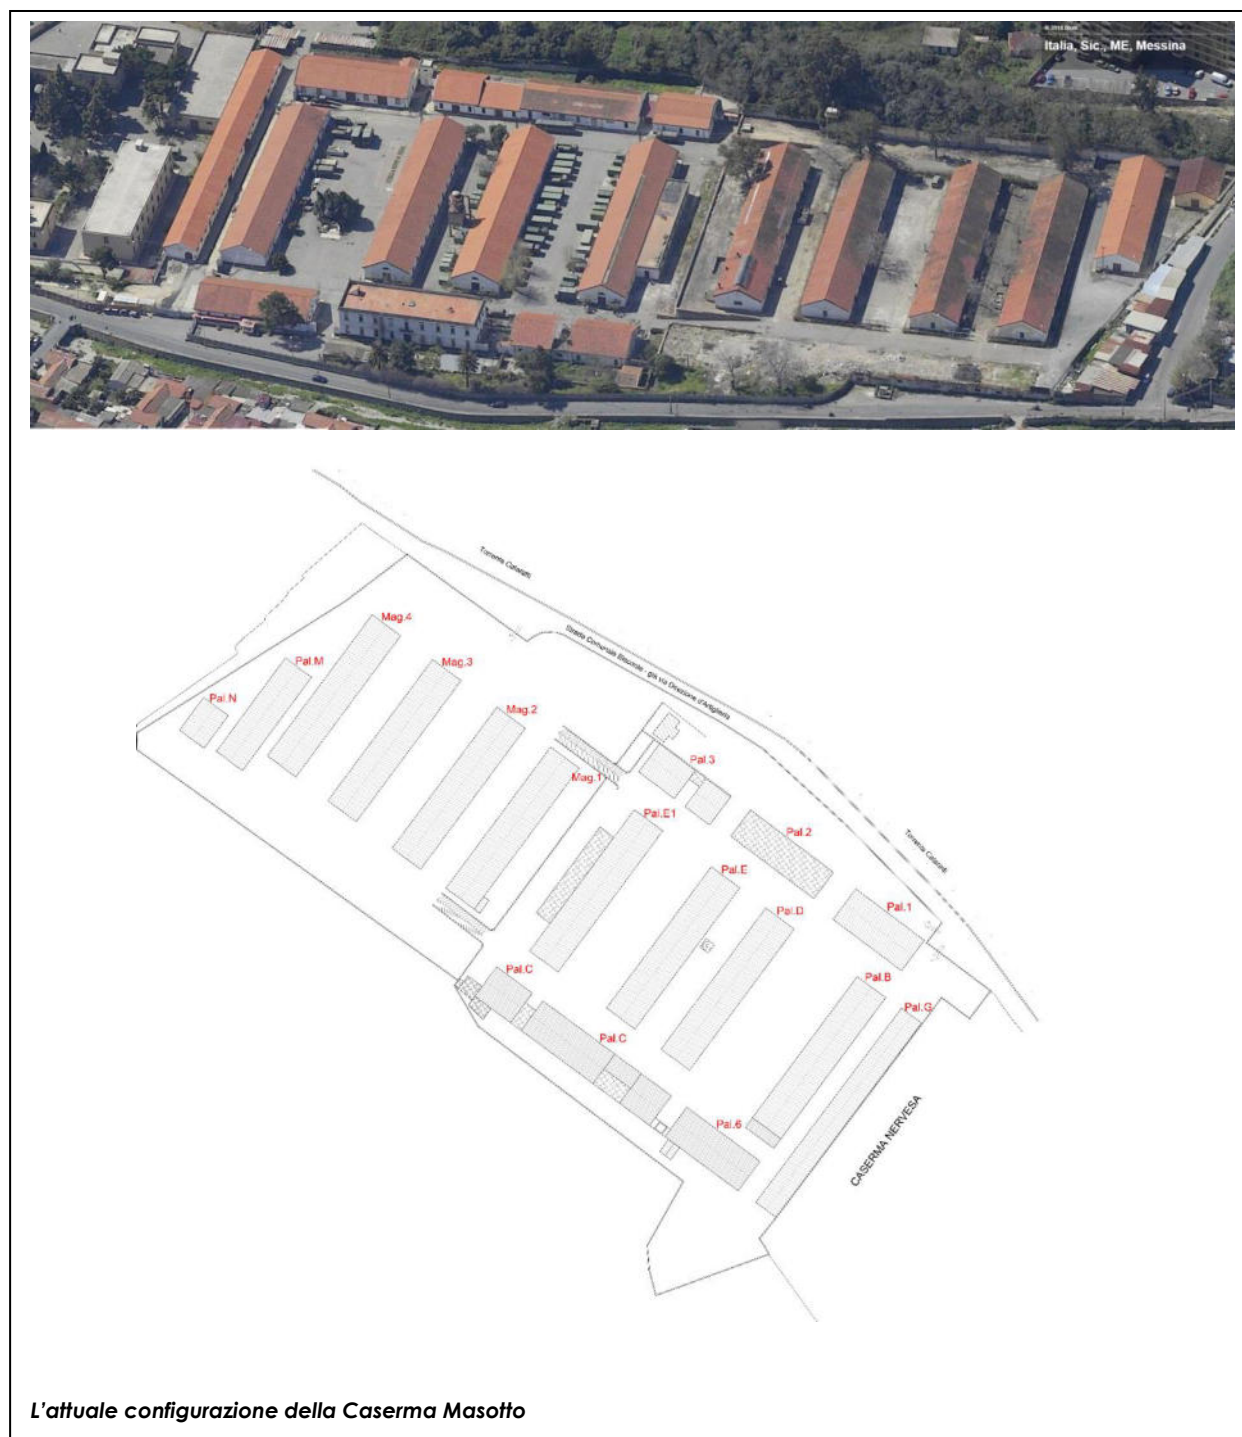 Italia, Sic., ME, Messina
Torrente Cataratti
Mag.4
Strada Comunale Bisconte - già via Direzione d'Artiglieria
Pal.M
Mag.3
Pal.N
Mag.2
Pal.3
Mag.1
Pal.E1
Pal.2
Torrente Cataratti
Pal.E
Pal.1
Pal.D
Pal.C
Pal.B
Pal.G
Pal.C
Pal.6
CASERMA NERVESA
L'attuale configurazione della Caserma Masotto